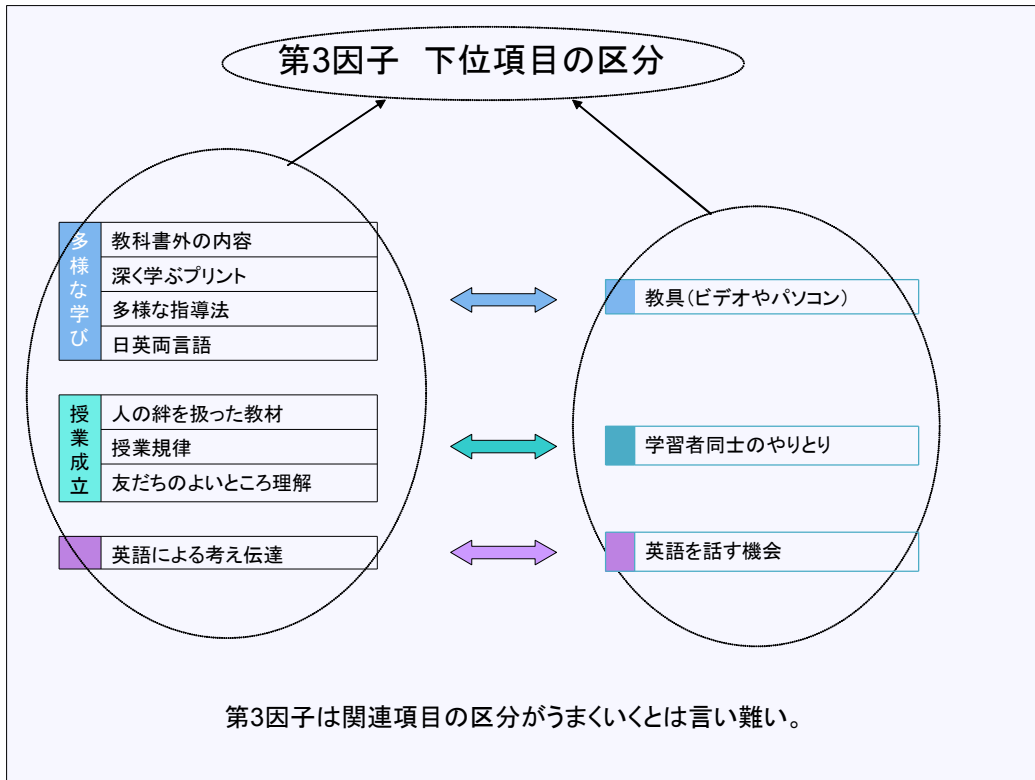 第3因子　下位項目の区分
多様な学び
教科書外の内容
深く学ぶプリント
多様な指導法
日英両言語
教具(ビデオやパソコン)
授業成立
人の絆を扱った教材
授業規律
友だちのよいところ理解
学習者同士のやりとり
英語による考え伝達
英語を話す機会
第3因子は関連項目の区分がうまくいくとは言い難い。